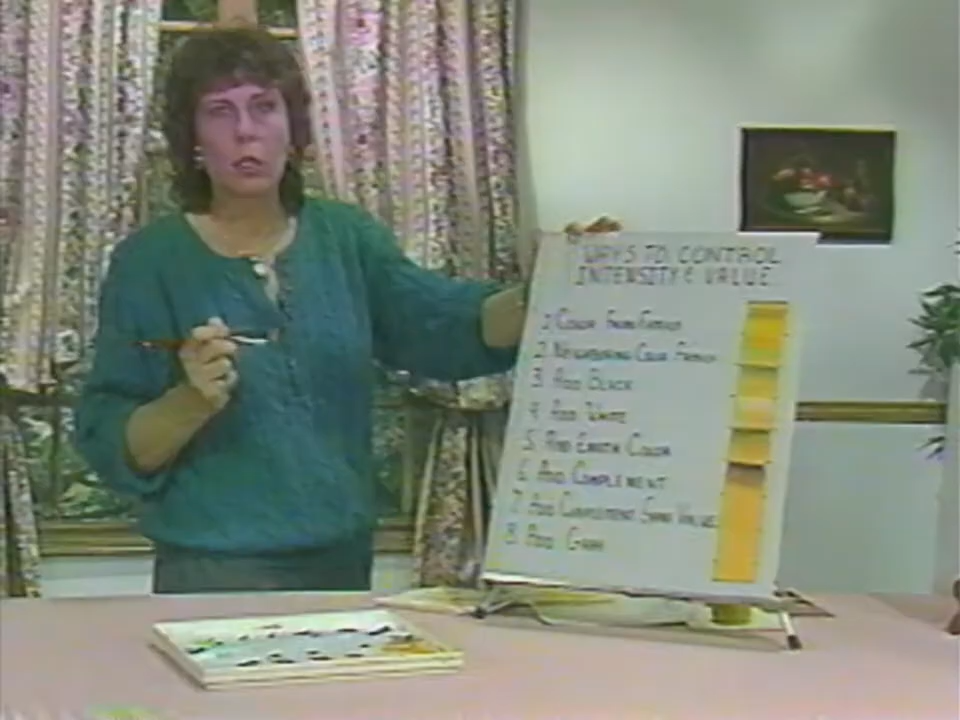 WAYS TO CONTROL
INTENSITY & VALUE
1. COLOR FROM FAMILY
2. NEIGHBORING COLOR FAMILY
3. ADD BLACK
4. ADD WHITE
5. ADD EARTH COLOR
6. ADD COMPLEMENT
7. ADD COMPLEMENT SAME VALUE
8. ADD GRAY